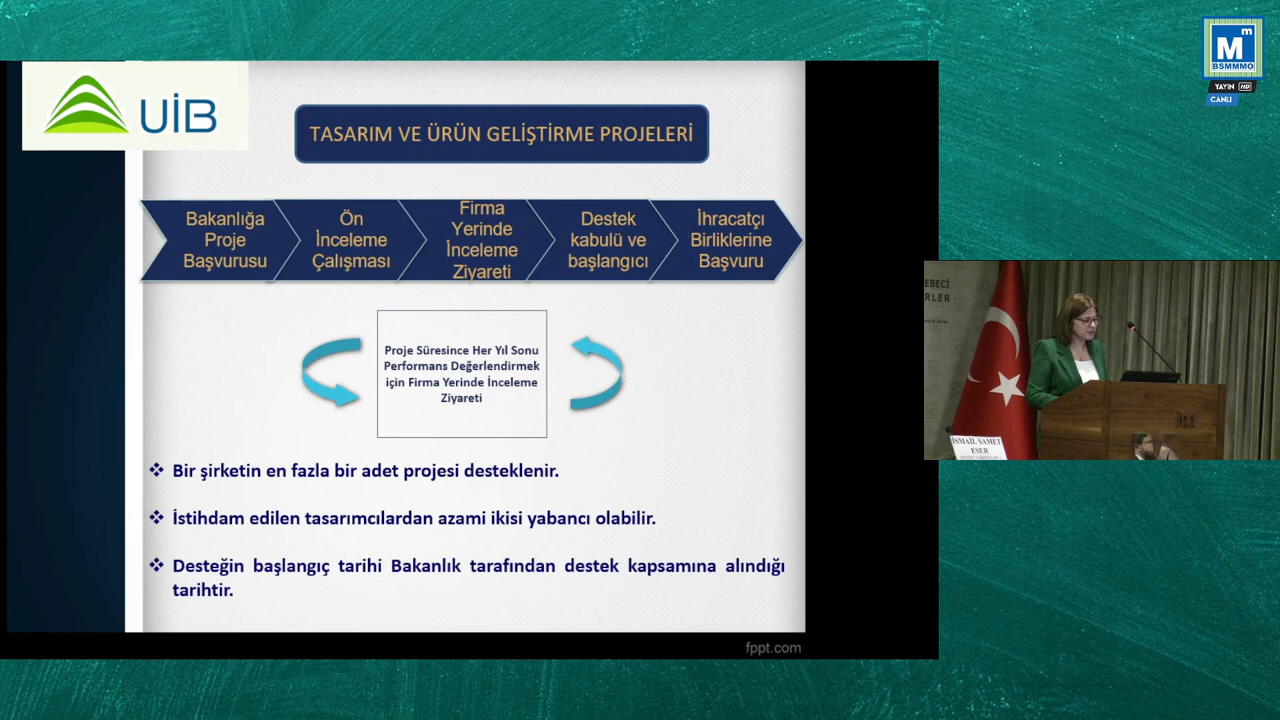 UİB
TASARIM VE ÜRÜN GELİŞTİRME PROJELERİ
Bakanlığa
Proje
Başvurusu
Ön
İnceleme
Çalışması
Firma
Yerinde
İnceleme
Ziyareti
Destek
kabulü ve
başlangıcı
İhracatçı
Birliklerine
Başvuru
Proje Süresince Her Yıl Sonu
Performans Değerlendirmek
için Firma Yerinde İnceleme
Ziyareti
Bir şirketin en fazla bir adet projesi desteklenir.
İstihdam edilen tasarımcılardan azami ikisi yabancı olabilir.
Desteğin başlangıç tarihi Bakanlık tarafından destek kapsamına alındığı
tarihtir.
fppt.com
Mm
BSMMMO
YAYIN HD
CANLI
EBECİ
RLER
İSMAİL SAMET
ESER